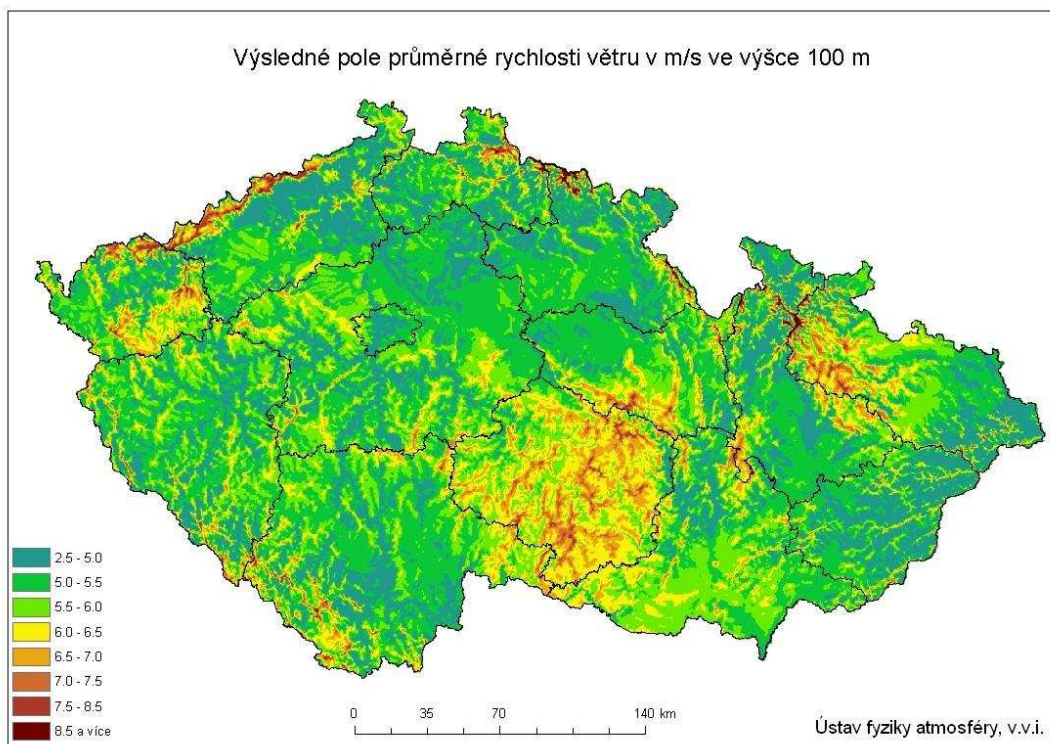 Výsledné pole průměrné rychlosti větru v m/s ve výšce 100 m
2.5 - 5.0
5.0 - 5.5
5.5 - 6.0
6.0 - 6.5
6.5 - 7.0
7.0 - 7.5
7.5 - 8.5
8.5 a více
0 35 70 140 km
Ústav fyziky atmosféry, v.v.i.